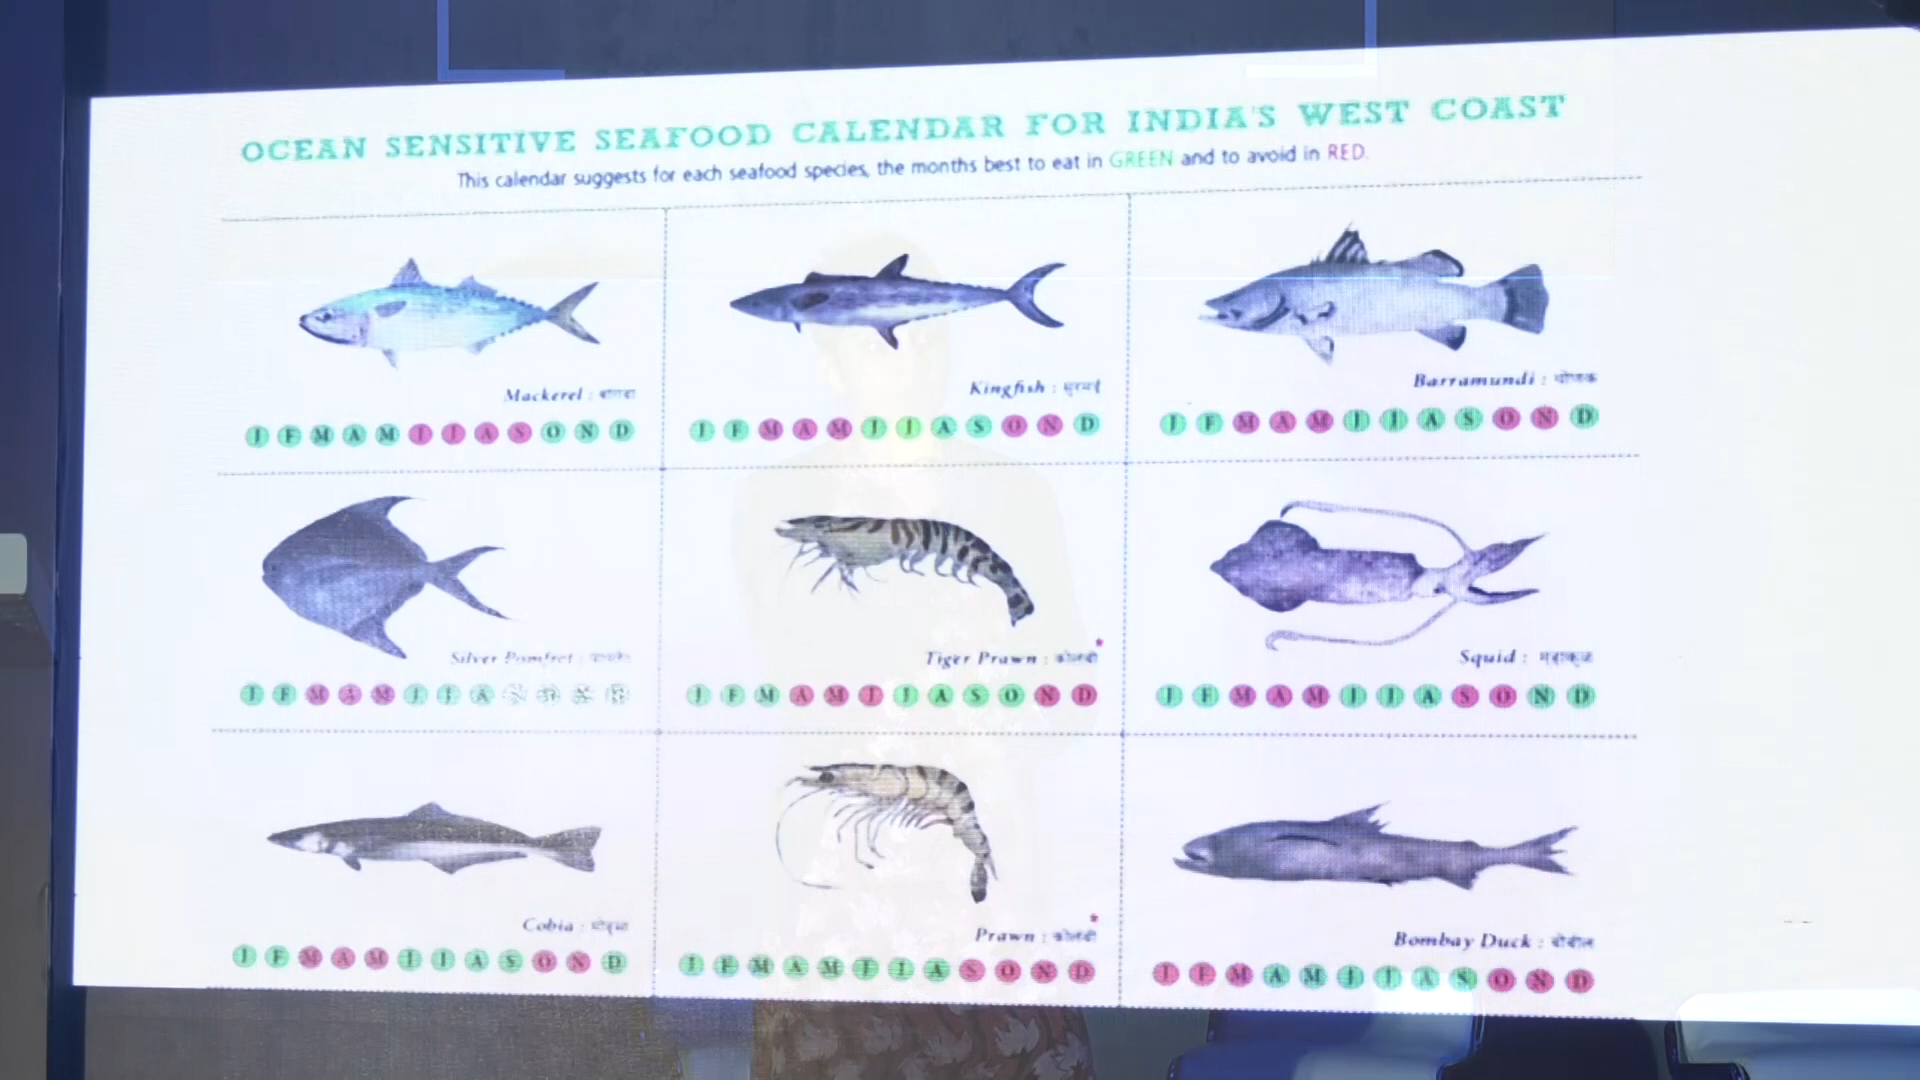 OCEAN SENSITIVE SEAFOOD CALENDAR FOR INDIA'S WEST COAST
This calendar suggests for each seafood species, the months best to eat in GREEN and to avoid in RED.
Mackerel : बांगडा
Kingfish : सुरमई
Barramundi :
J F M A M J J A S O N D
J F M A M J J A S O N D
J F M A M J J A S O N D
Silver Pomfret :
Tiger Prawn : कोलंबी *
Squid :
J F M A M J J A
J F M A M J J A S O N D
J F M A M J J A S O N D
Cobia :
Prawn : कोलंबी *
Bombay Duck : बोंबील
J F M A M J J A S O N D
J F M A M J J A S O N D
J F M A M J J A S O N D